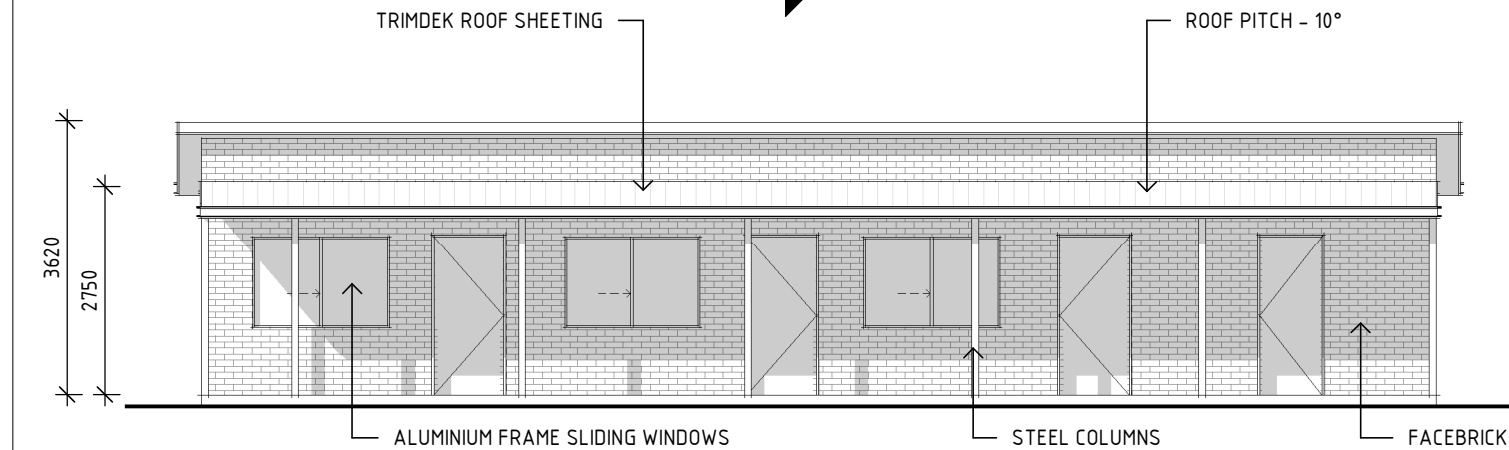 TRIMDEK ROOF SHEETING
ROOF PITCH - 10°
3620
2750
ALUMINIUM FRAME SLIDING WINDOWS
STEEL COLUMNS
FACEBRICK